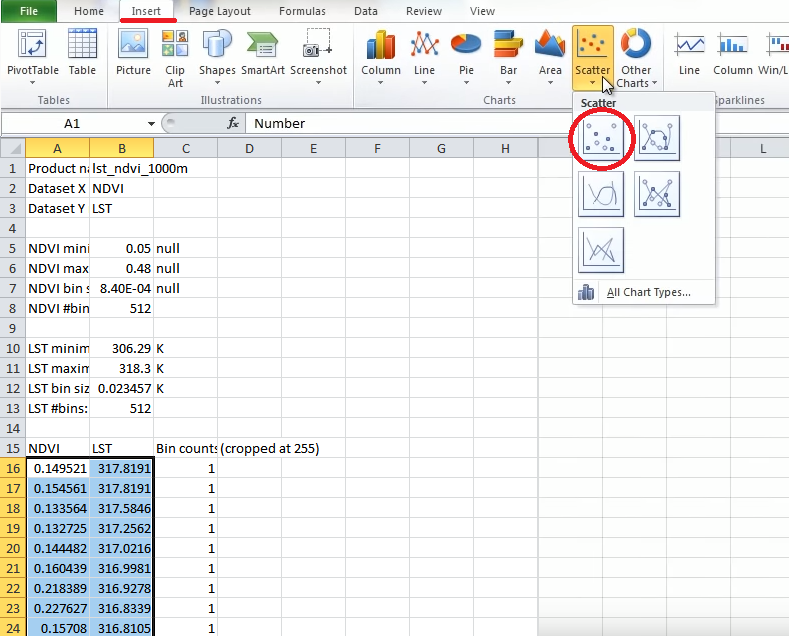 File Home Insert Page Layout Formulas Data Review View
PivotTable Table Picture Clip Art Shapes SmartArt Screenshot Column Line Pie Bar Area Scatter Other Charts Line Column Win/L
Tables Illustrations Charts Sparklines
Scatter
All Chart Types...
A1 fx Number
A B C D E F G H L
1 Product na lst_ndvi_1000m
2 Dataset X NDVI
3 Dataset Y LST
4
5 NDVI mini 0.05 null
6 NDVI max 0.48 null
7 NDVI bin s 8.40E-04 null
8 NDVI #bin 512
9
10 LST minim 306.29 K
11 LST maxin 318.3 K
12 LST bin siz 0.023457 K
13 LST #bins: 512
14
15 NDVI LST Bin counts (cropped at 255)
16 0.149521 317.8191 1
17 0.154561 317.8191 1
18 0.133564 317.5846 1
19 0.132725 317.2562 1
20 0.144482 317.0216 1
21 0.160439 316.9981 1
22 0.218389 316.9278 1
23 0.227627 316.8339 1
24 0.15708 316.8105 1